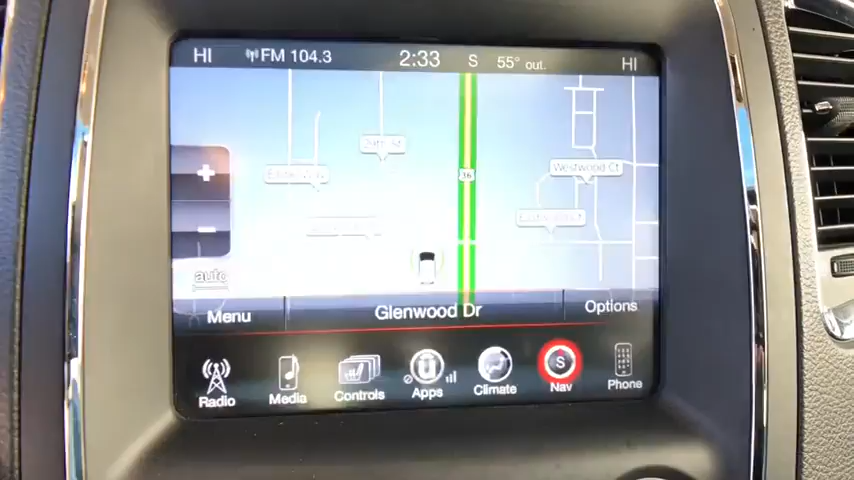 HI FM 104.3 2:33 S 55° out. HI
36
Westwood Ct
auto
Menu Glenwood Dr Options
Radio Media Controls Apps Climate S Nav Phone